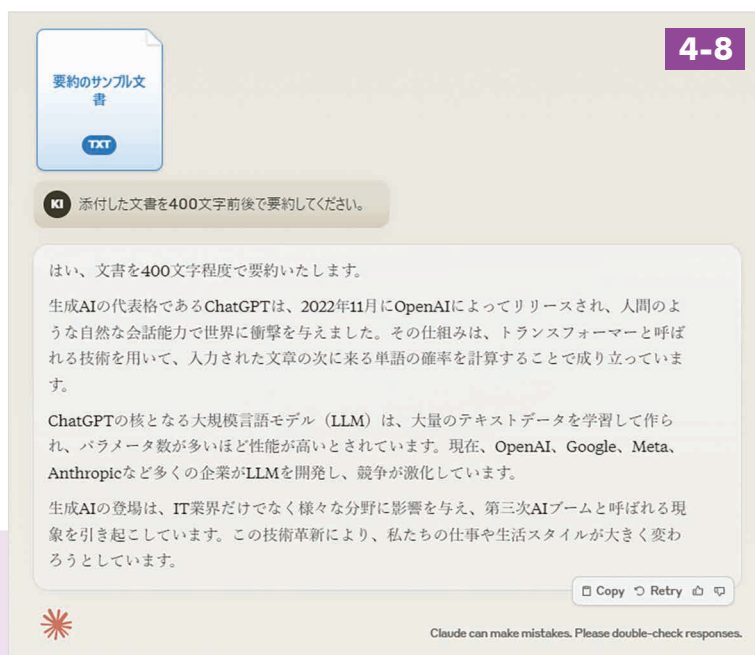 4-8
要約のサンプル文
書
TXT
KI 添付した文書を400文字前後で要約してください。
はい、文書を400文字程度で要約いたします。
生成AIの代表格であるChatGPTは、2022年11月にOpenAIによってリリースされ、人間のよ
うな自然な会話能力で世界に衝撃を与えました。その仕組みは、トランスフォーマーと呼ば
れる技術を用いて、入力された文章の次に来る単語の確率を計算することで成り立っていま
す。
ChatGPTの核となる大規模言語モデル（LLM）は、大量のテキストデータを学習して作ら
れ、パラメータ数が多いほど性能が高いとされています。現在、OpenAI、Google、Meta、
Anthropicなど多くの企業がLLMを開発し、競争が激化しています。
生成AIの登場は、IT業界だけでなく様々な分野に影響を与え、第三次AIブームと呼ばれる現
象を引き起こしています。この技術革新により、私たちの仕事や生活スタイルが大きく変わ
ろうとしています。
Copy Retry
Claude can make mistakes. Please double-check responses.